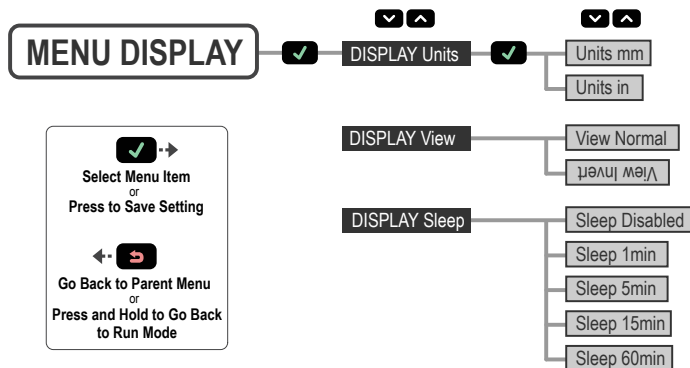 MENU DISPLAY
DISPLAY Units
Units mm
Units in
DISPLAY View
View Normal
View Invert
DISPLAY Sleep
Sleep Disabled
Sleep 1min
Sleep 5min
Sleep 15min
Sleep 60min
Select Menu Item
or
Press to Save Setting
Go Back to Parent Menu
or
Press and Hold to Go Back
to Run Mode